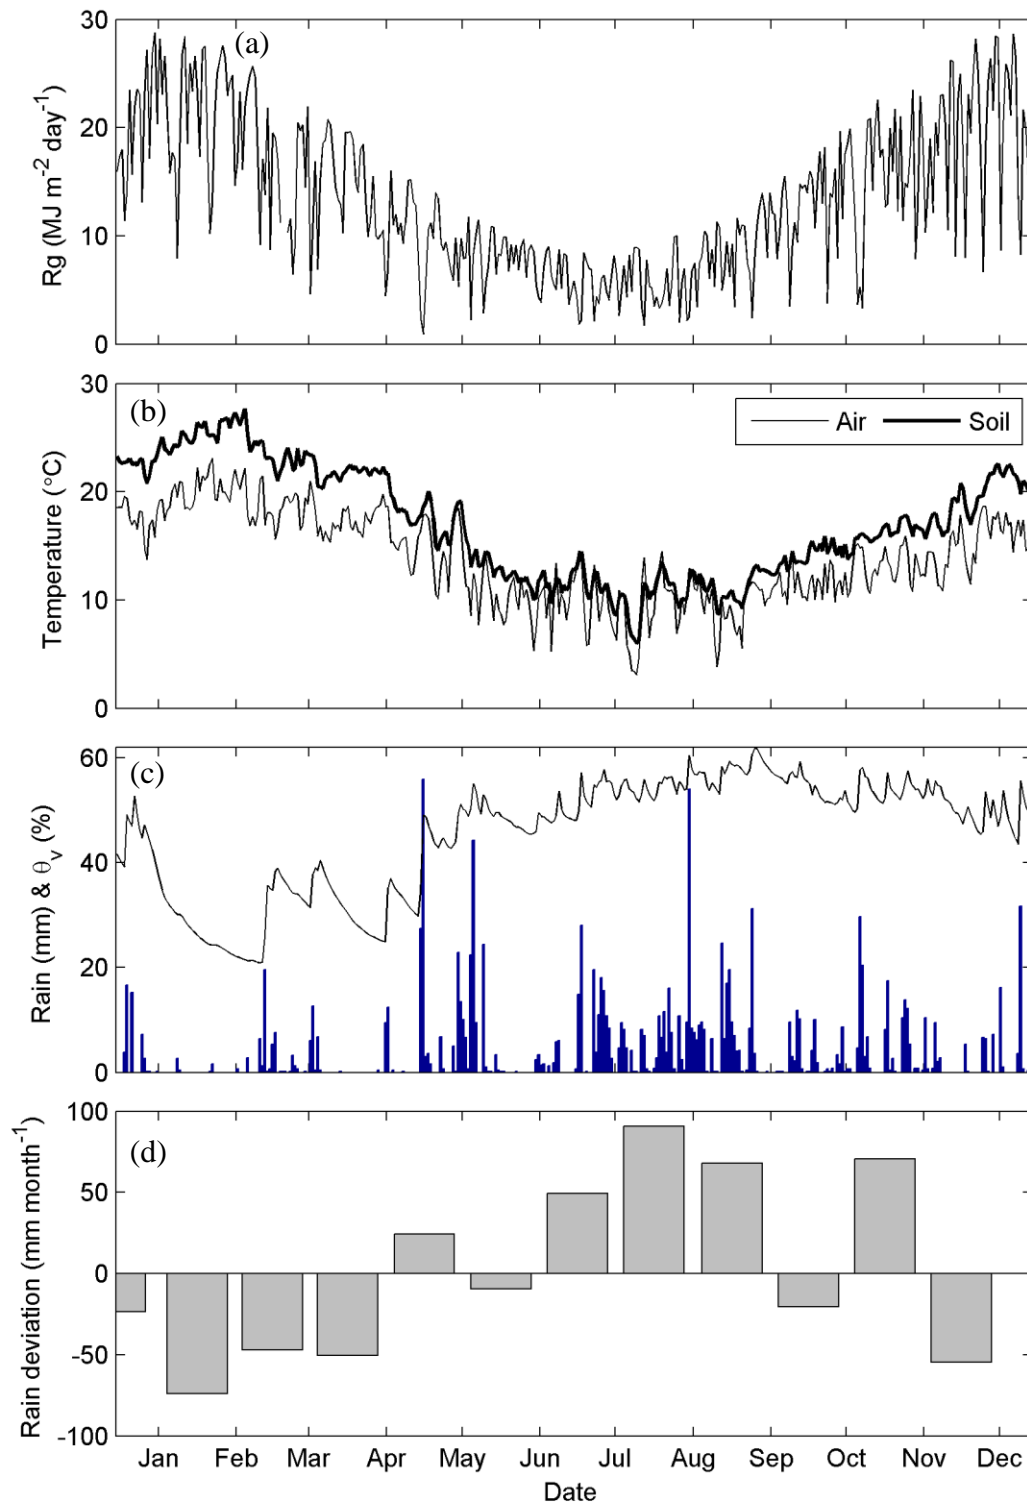 (a)
Rg (MJ m⁻² day⁻¹)
30
20
10
0
(b)
Air
Soil
Temperature (°C)
30
20
10
0
(c)
Rain (mm) & θᵥ (%)
60
40
20
0
(d)
Rain deviation (mm month⁻¹)
100
50
0
-50
-100
Jan Feb Mar Apr May Jun Jul Aug Sep Oct Nov Dec
Date